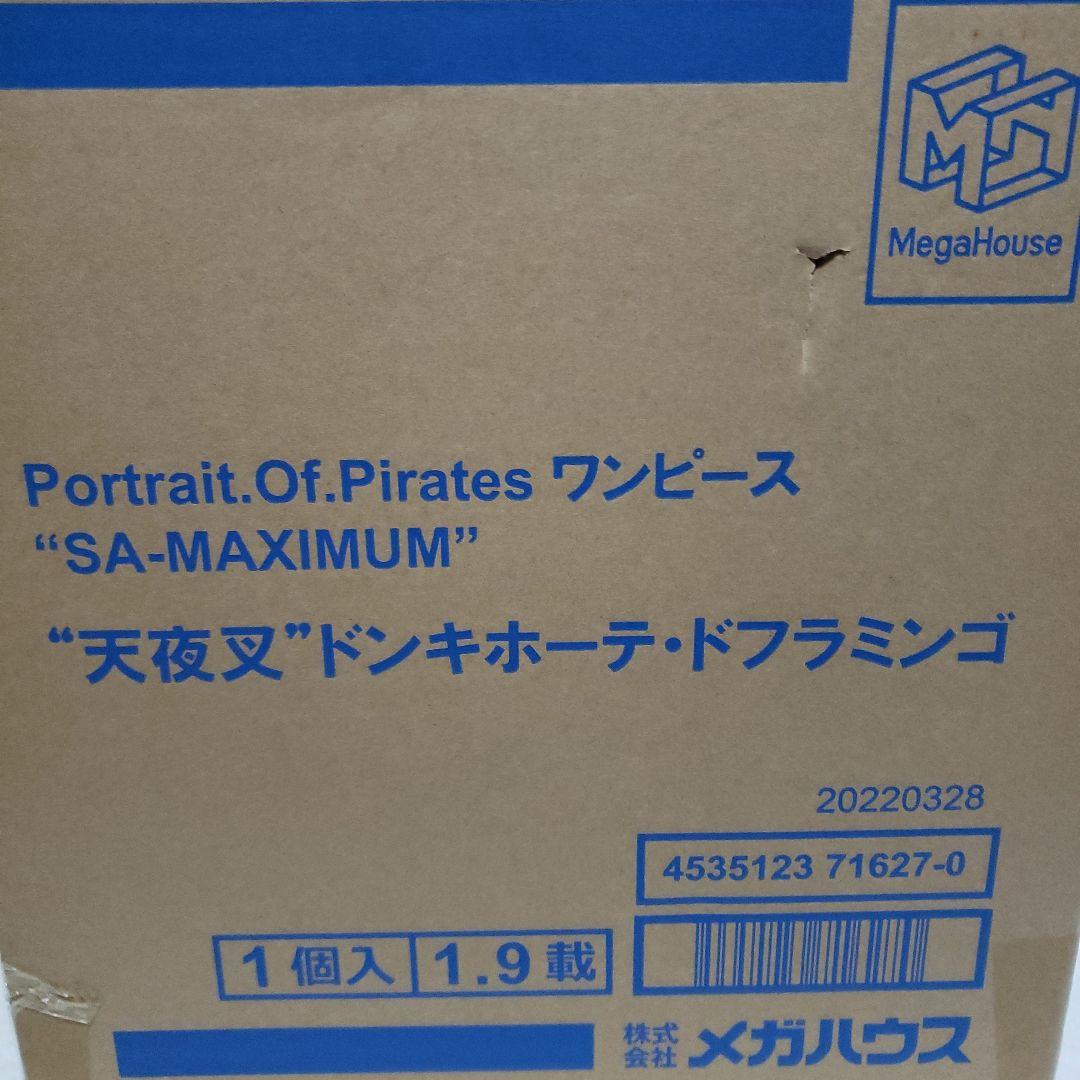 MH
MegaHouse
Portrait.Of.Pirates ワンピース
“SA-MAXIMUM”
“天夜叉”ドンキホーテ・ドフラミンゴ
20220328
4535123 71627-0
1個入 1.9載
株式会社 メガハウス